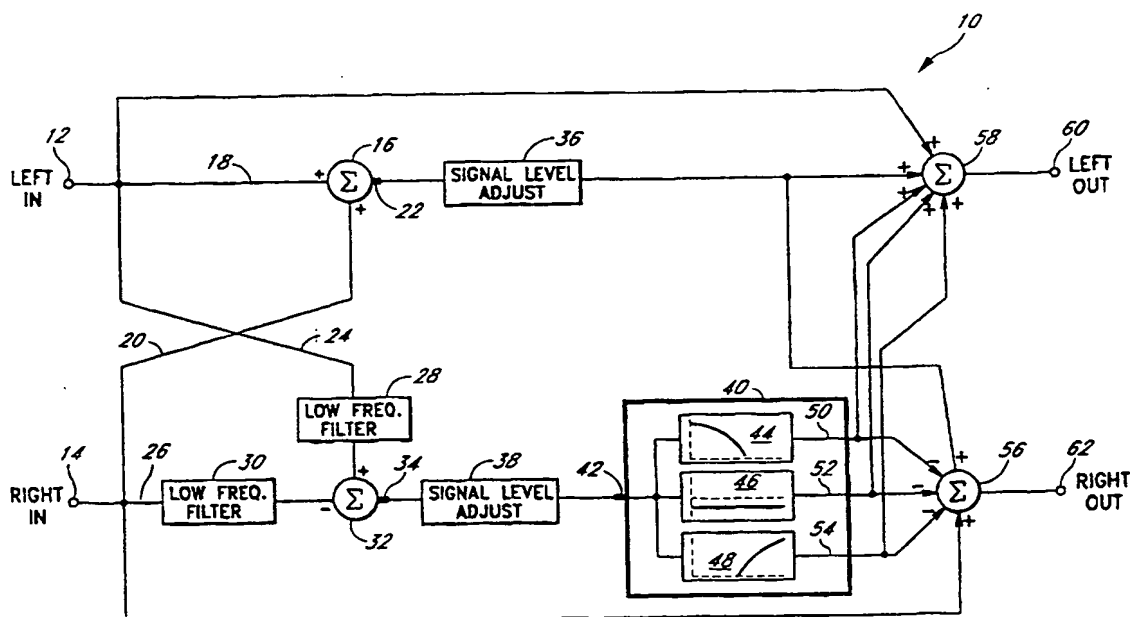 10
12
16
36
58
60
LEFT
IN
18
+
Σ
+
22
SIGNAL LEVEL
ADJUST
+
+
+
+
+
Σ
LEFT
OUT
20
24
28
40
LOW FREQ.
FILTER
50
44
56
14
26
30
+
34
38
42
52
46
+
62
RIGHT
IN
LOW FREQ.
FILTER
-
Σ
32
SIGNAL LEVEL
ADJUST
54
48
-
-
-
+
Σ
RIGHT
OUT